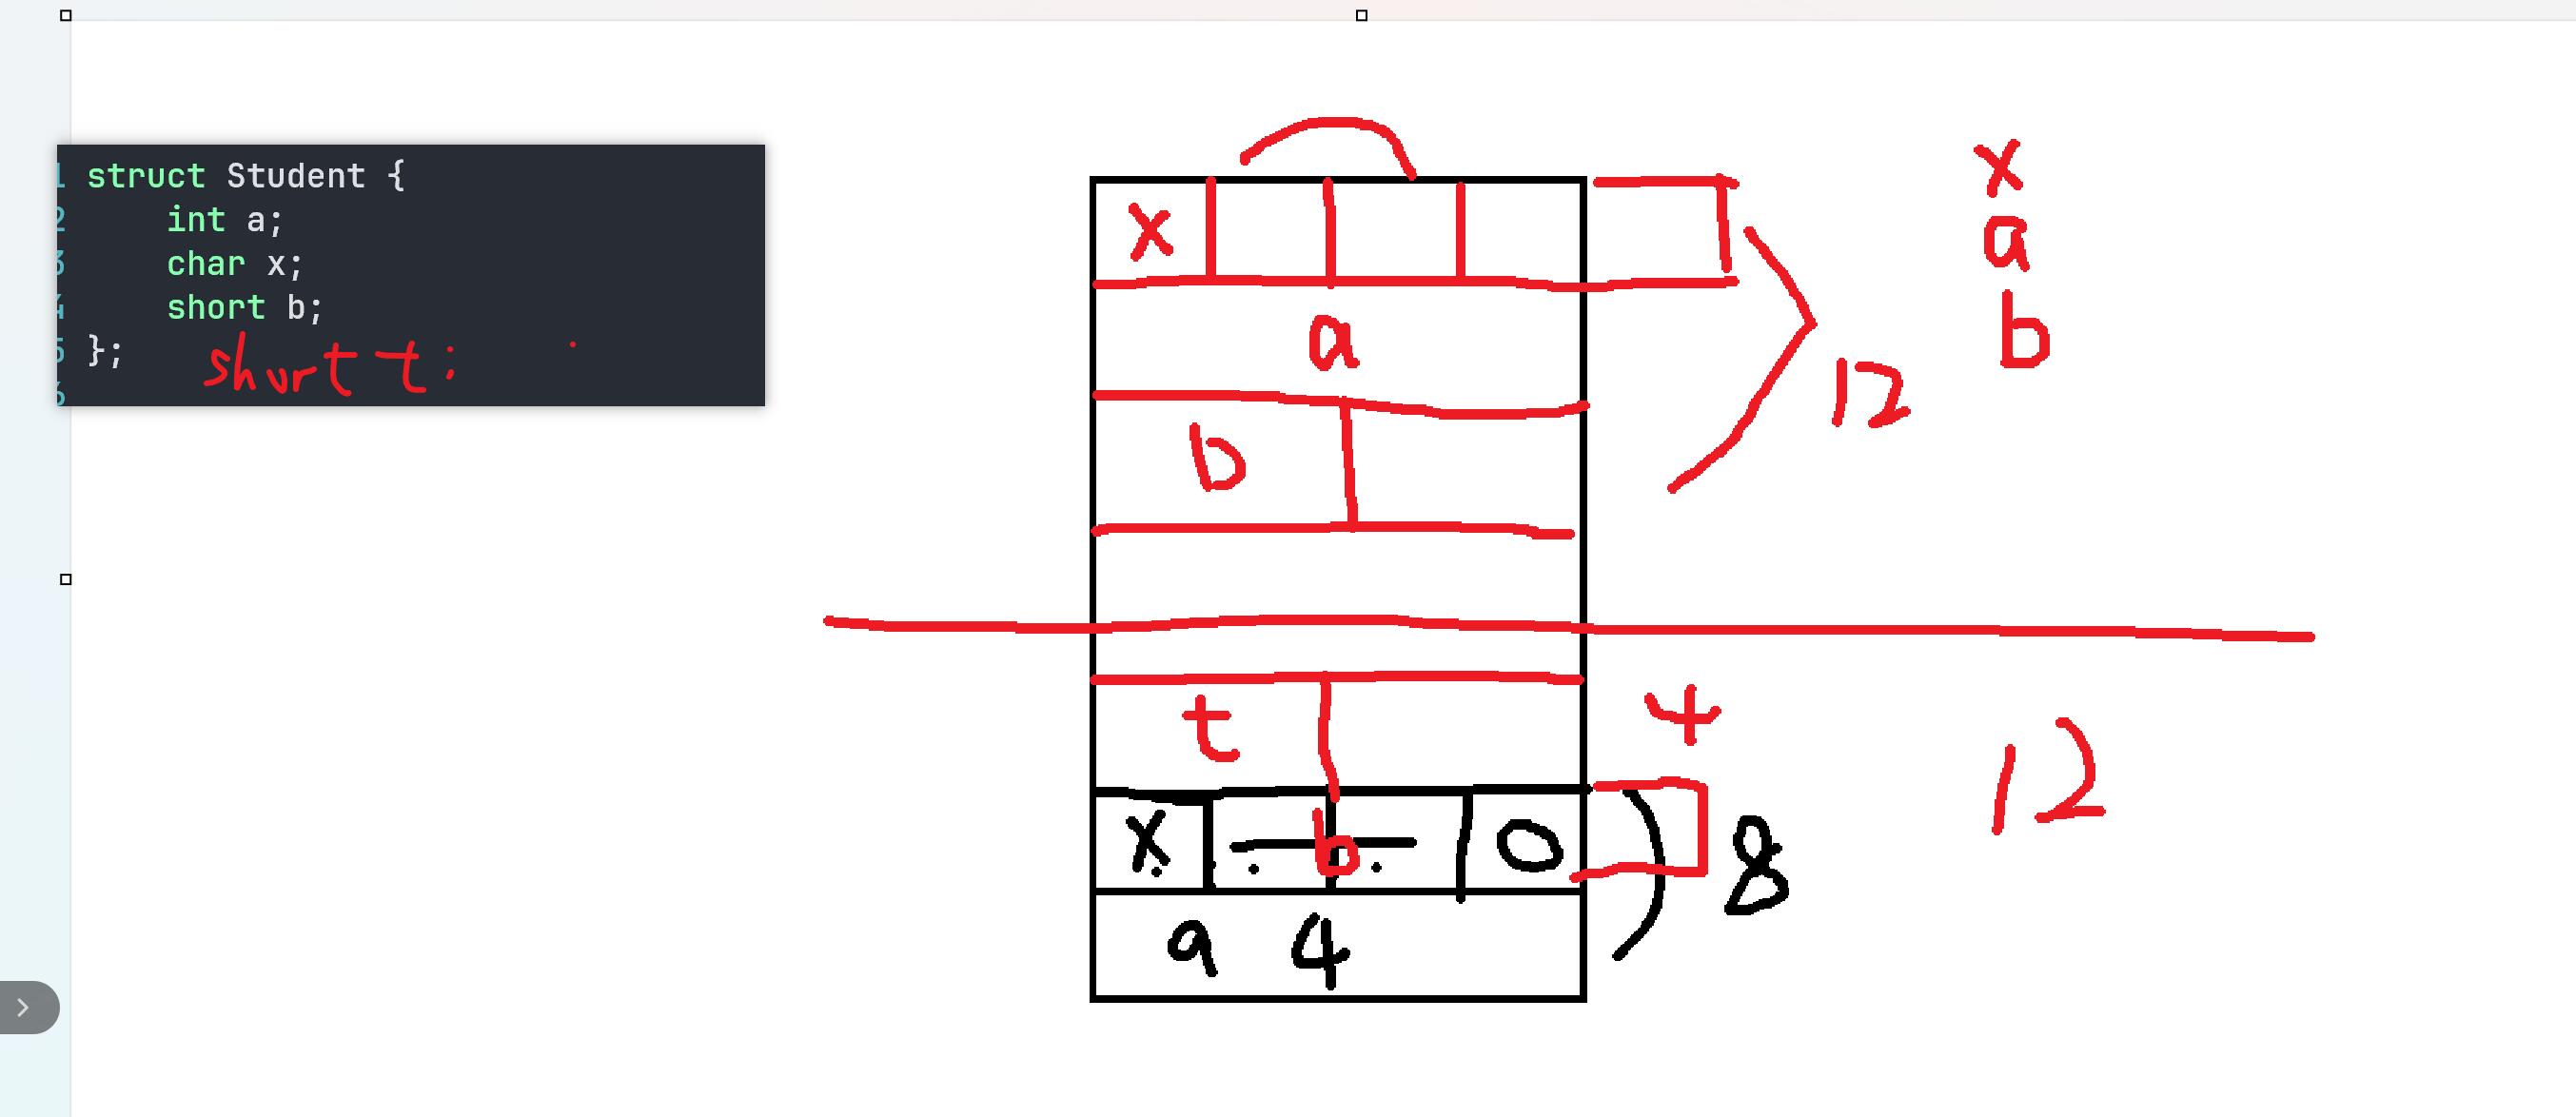 1 struct Student {
2 int a;
3 char x;
4 short b;
5 };
short t;
6
x
a
b
x
a
b
12
t
4
x b 0
8
12
a 4